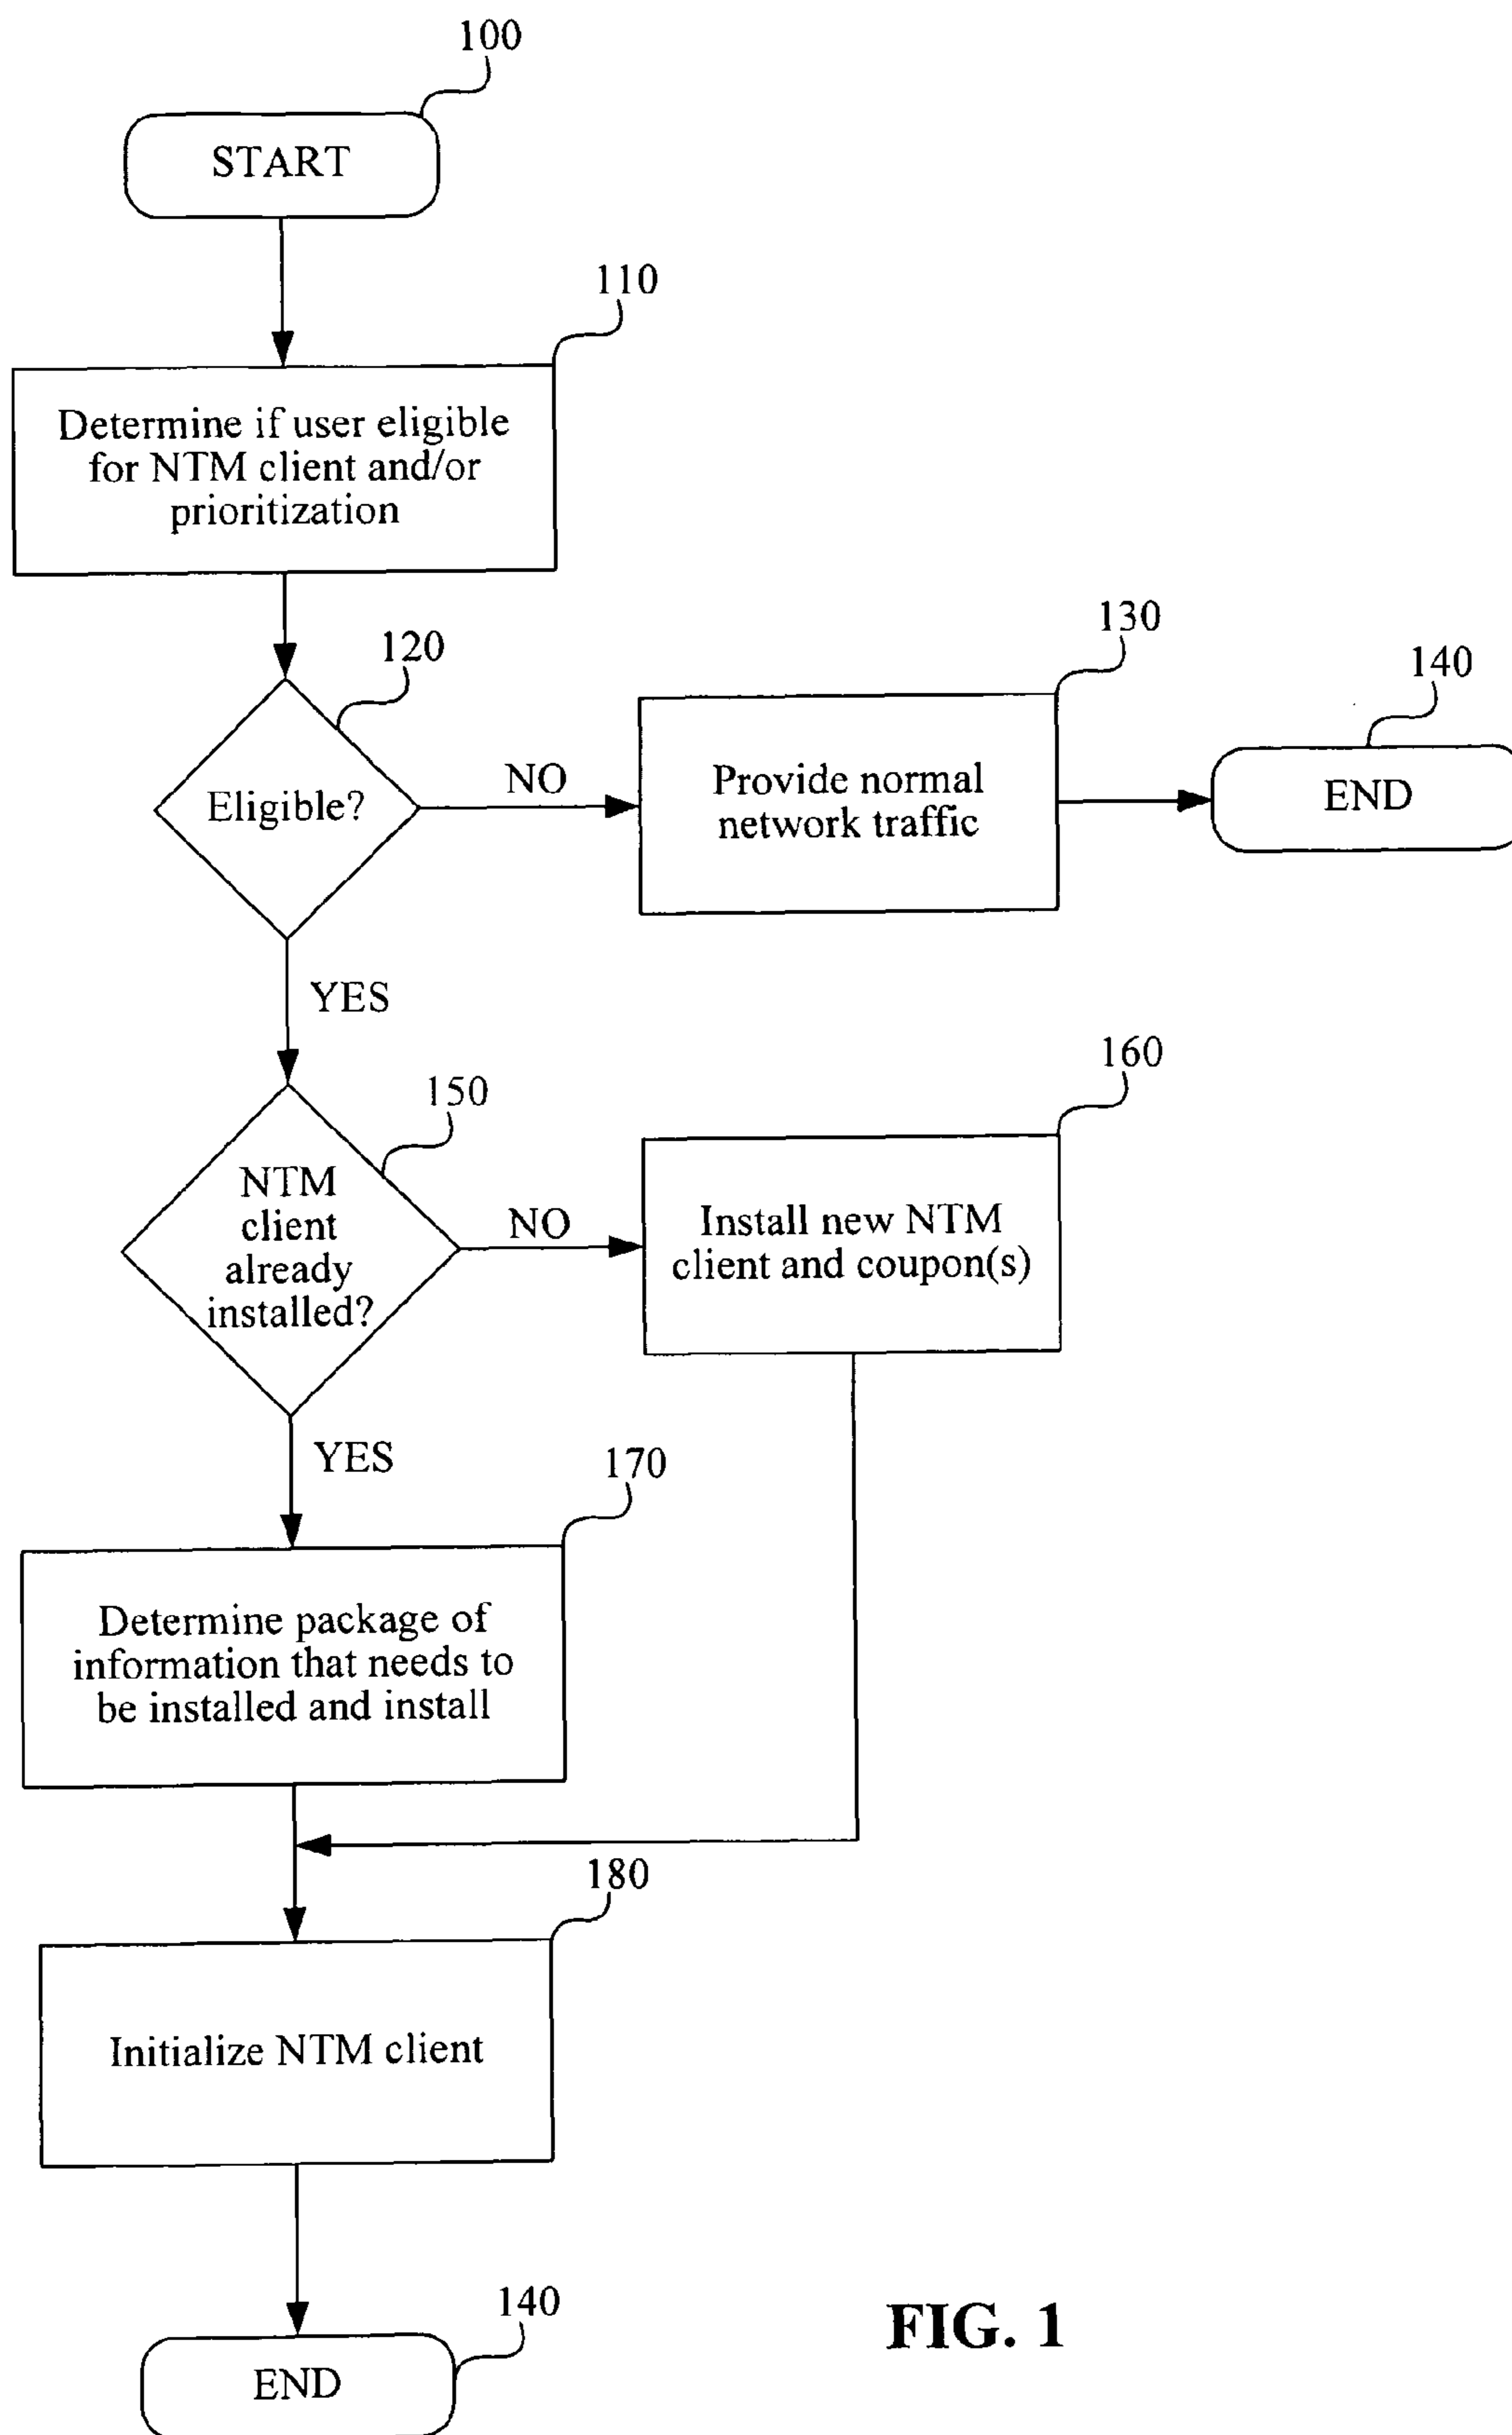 100
START
110
Determine if user eligible
for NTM client and/or
prioritization
120
130
140
Eligible?
NO
Provide normal
network traffic
END
YES
150
160
NTM
client
already
installed?
NO
Install new NTM
client and coupon(s)
YES
170
Determine package of
information that needs to
be installed and install
180
Initialize NTM client
140
END
FIG. 1